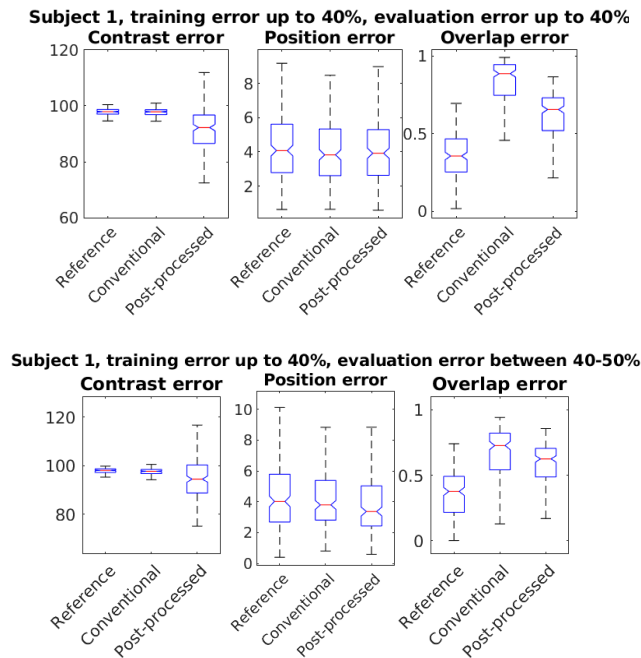 Subject 1, training error up to 40%, evaluation error up to 40%
Contrast error
Position error
Overlap error
120
100
80
60
8
6
4
2
1
0.5
0
Reference
Conventional
Post-processed
Reference
Conventional
Post-processed
Reference
Conventional
Post-processed
Subject 1, training error up to 40%, evaluation error between 40-50%
Contrast error
Position error
Overlap error
120
100
80
10
8
6
4
2
0
1
0.5
0
Reference
Conventional
Post-processed
Reference
Conventional
Post-processed
Reference
Conventional
Post-processed